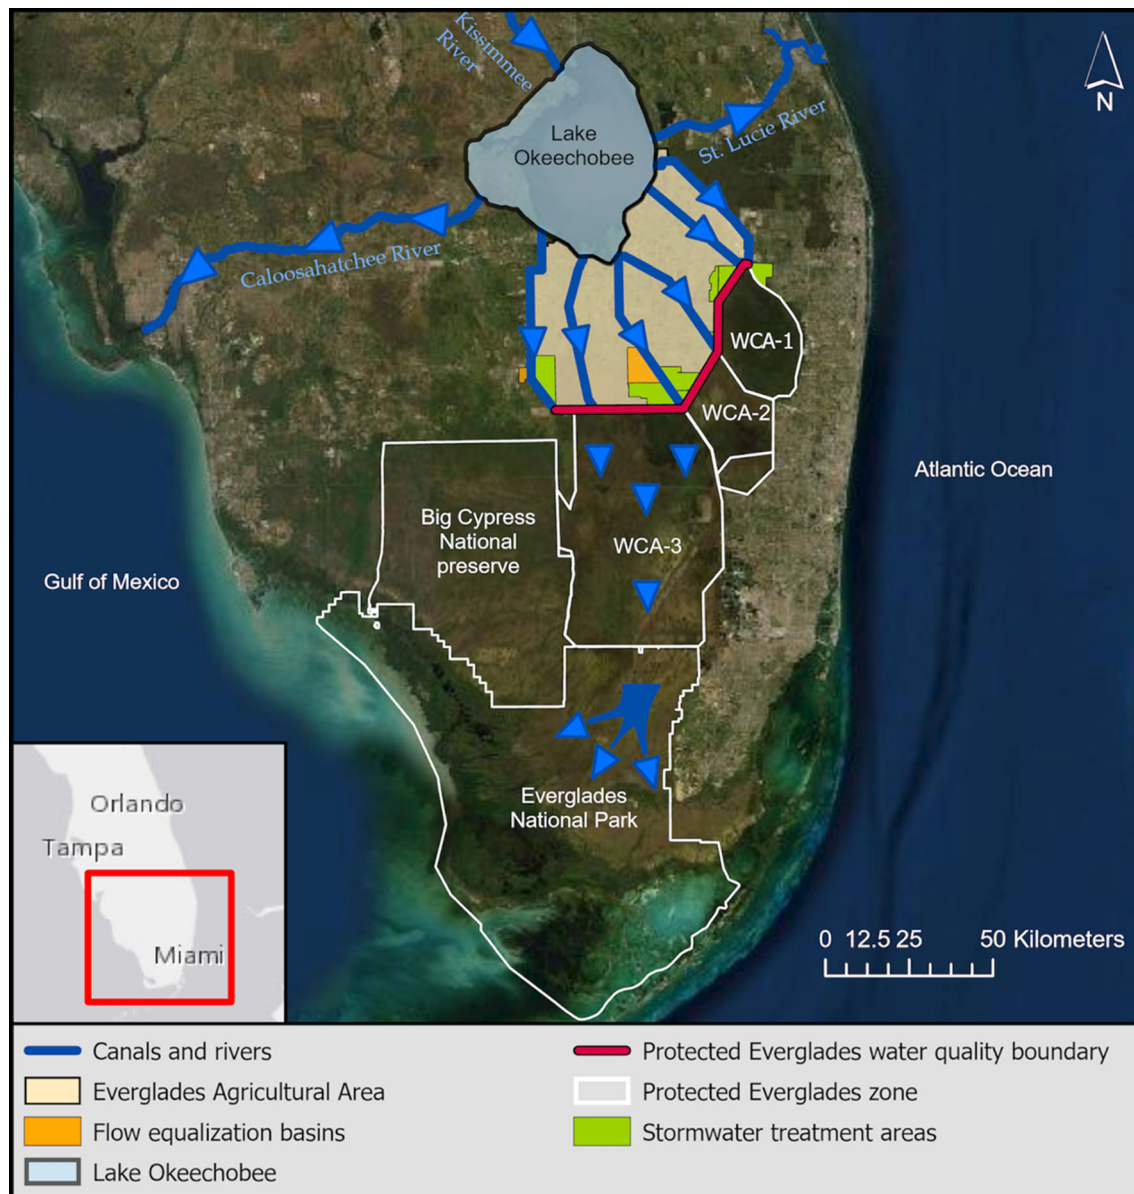 Kissimmee
River
Lake
Okeechobee
St. Lucie River
N
Caloosahatchee River
WCA-1
WCA-2
Atlantic Ocean
Big Cypress
National
preserve
WCA-3
Gulf of Mexico
Everglades
National Park
Orlando
Tampa
Miami
0 12.5 25 50 Kilometers
Canals and rivers
Everglades Agricultural Area
Flow equalization basins
Lake Okeechobee
Protected Everglades water quality boundary
Protected Everglades zone
Stormwater treatment areas